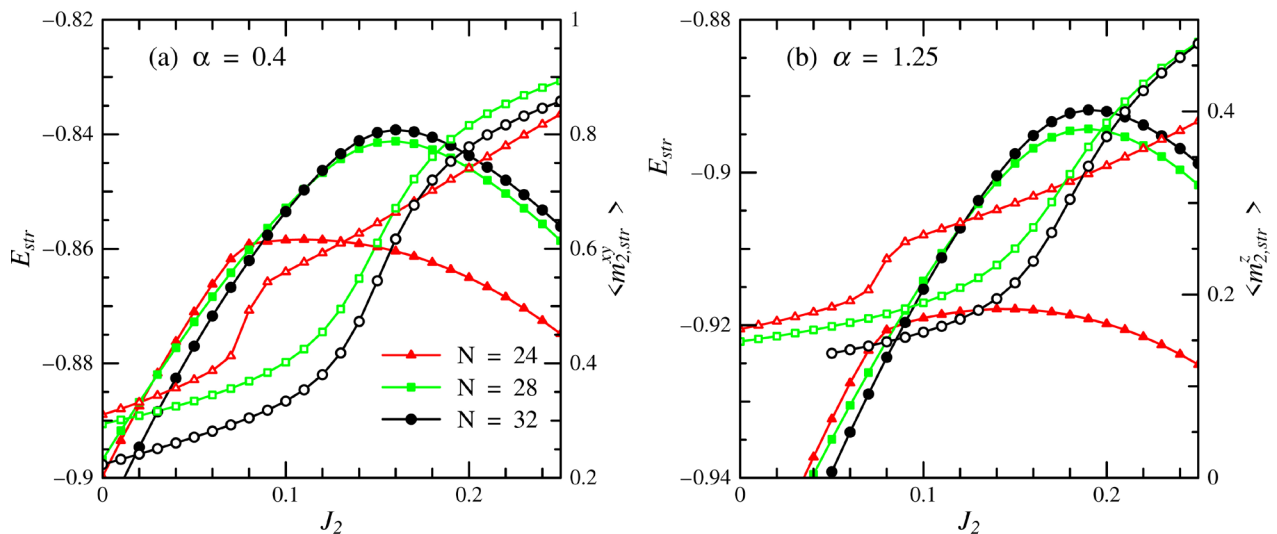 (a) α = 0.4
−0.82
−0.84
−0.86
−0.88
−0.9
E_str
1
0.8
0.6
0.4
0.2
<m^xy_2,str>
N = 24
N = 28
N = 32
0
0.1
0.2
J_2
(b) α = 1.25
−0.88
−0.9
−0.92
−0.94
E_str
0.4
0.2
0
<m^z_2,str>
0
0.1
0.2
J_2